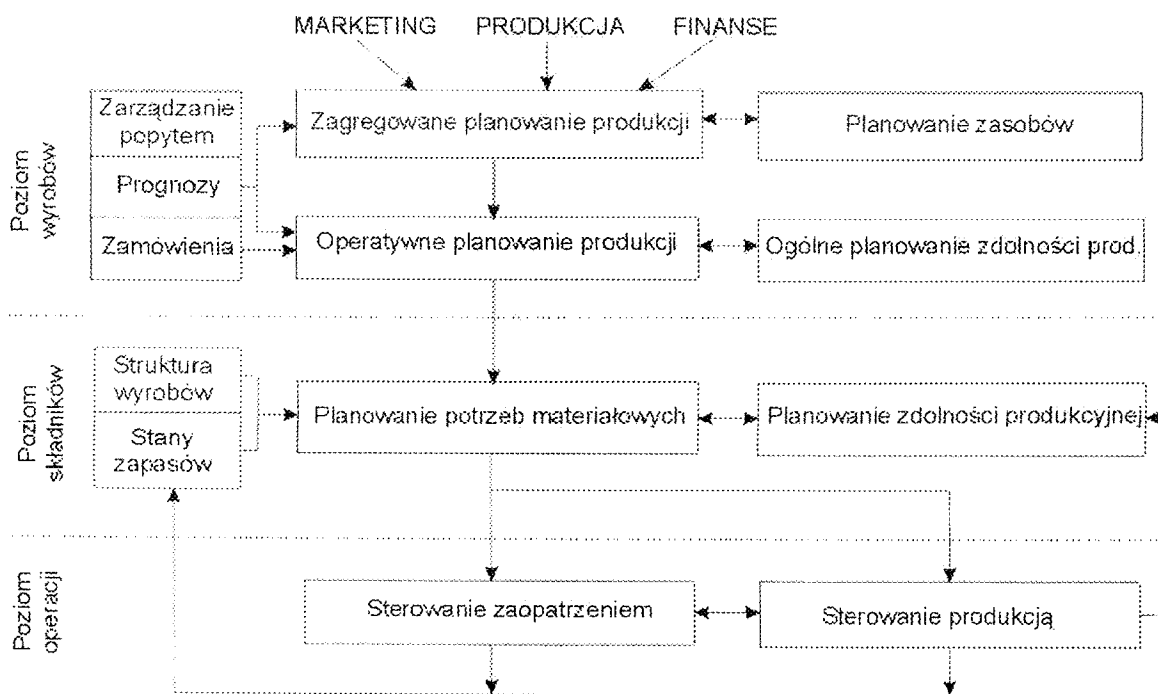 MARKETING PRODUKCJA FINANSE
Zarządzanie
popytem
Zagregowane planowanie produkcji
Planowanie zasobów
Poziom
wyrobów
Prognozy
Zamówienia
Operatywne planowanie produkcji
Ogólne planowanie zdolności prod.
Poziom
składników
Struktura
wyrobów
Stany
zapasów
Planowanie potrzeb materiałowych
Planowanie zdolności produkcyjnej
Poziom
operacji
Sterowanie zaopatrzeniem
Sterowanie produkcją